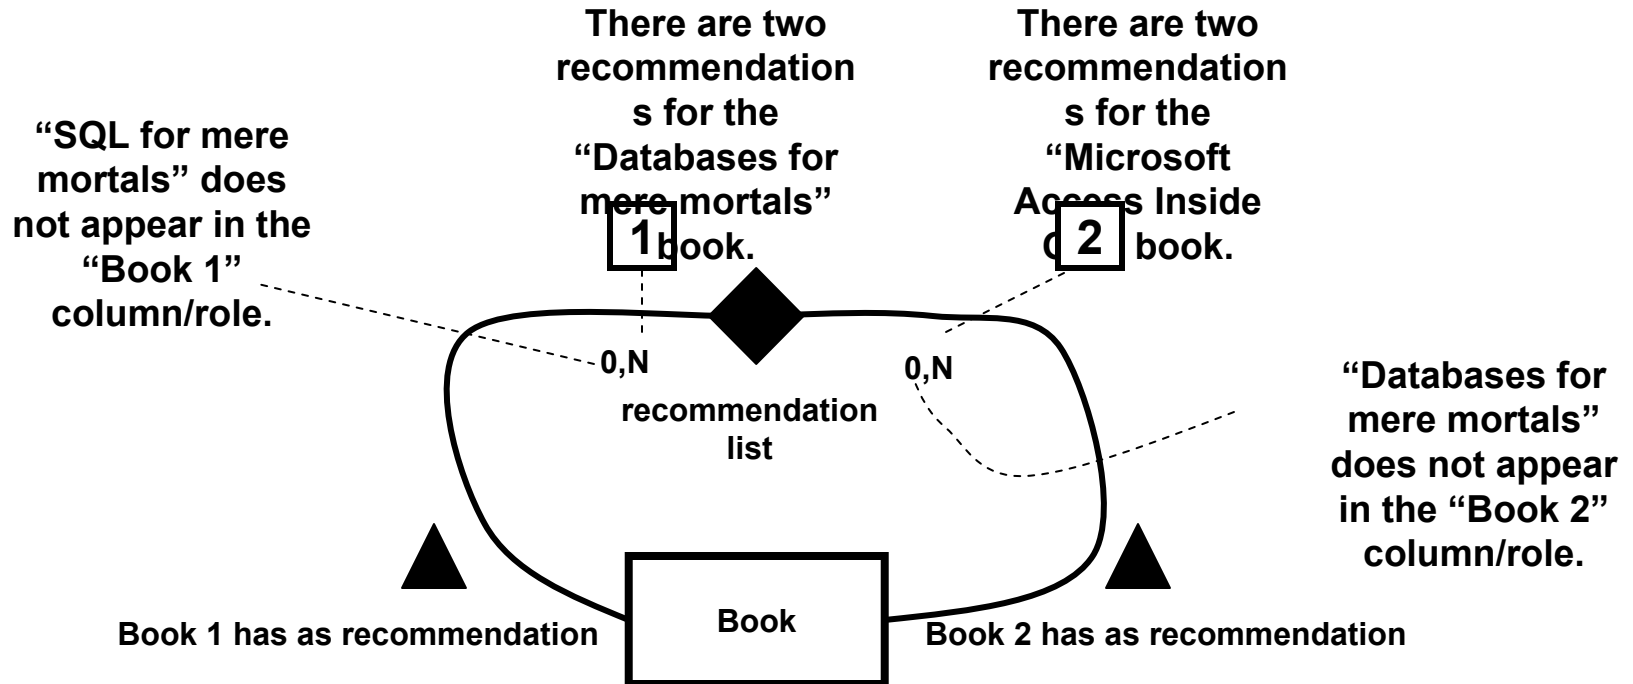 There are two
recommendation
s for the
“Databases for
mere mortals”
book.
There are two
recommendation
s for the
“Microsoft
Access Inside
book.
“SQL for mere
mortals” does
not appear in the
“Book 1”
column/role.
1
2
0,N
0,N
recommendation
list
“Databases for
mere mortals”
does not appear
in the “Book 2”
column/role.
Book 1 has as recommendation
Book
Book 2 has as recommendation